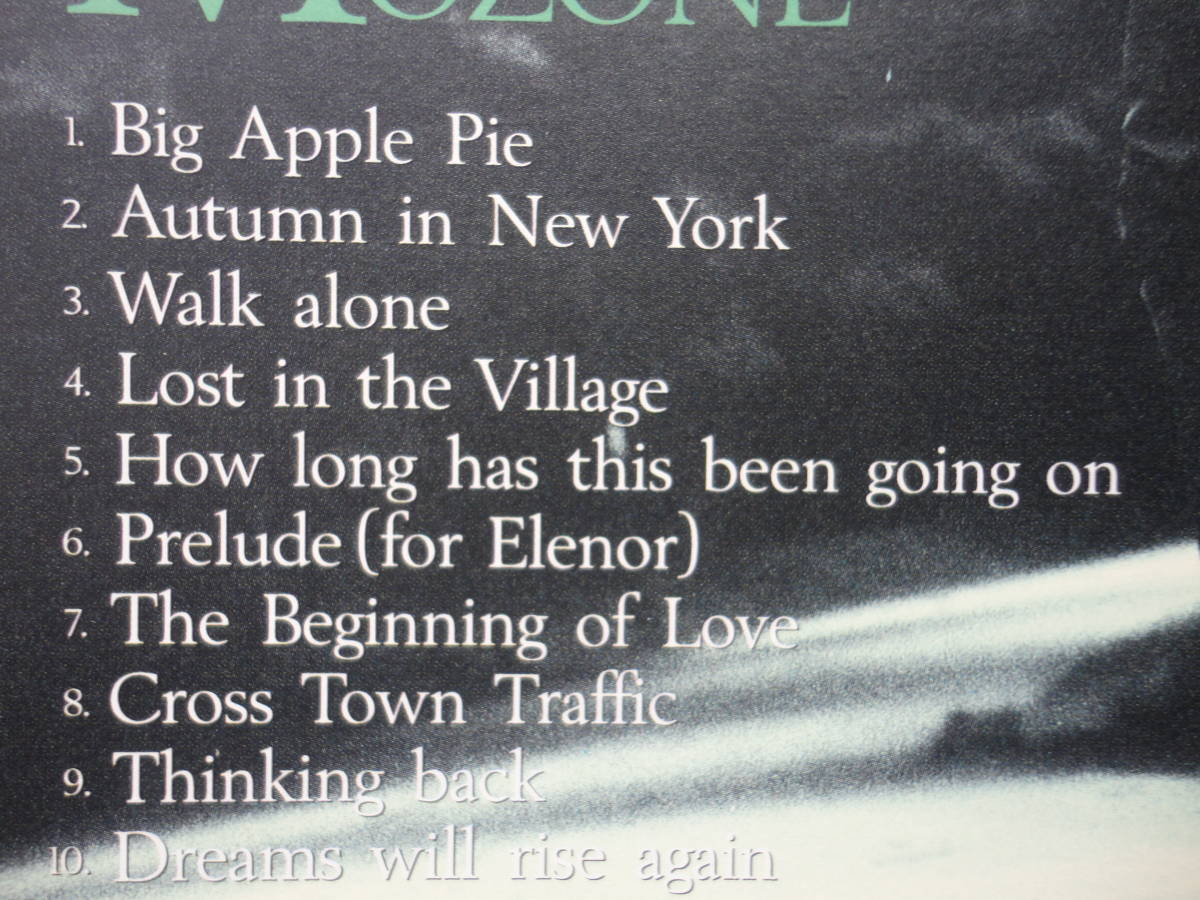 MOZONE
1. Big Apple Pie
2. Autumn in New York
3. Walk alone
4. Lost in the Village
5. How long has this been going on
6. Prelude (for Elenor)
7. The Beginning of Love
8. Cross Town Traffic
9. Thinking back
10. Dreams will rise again